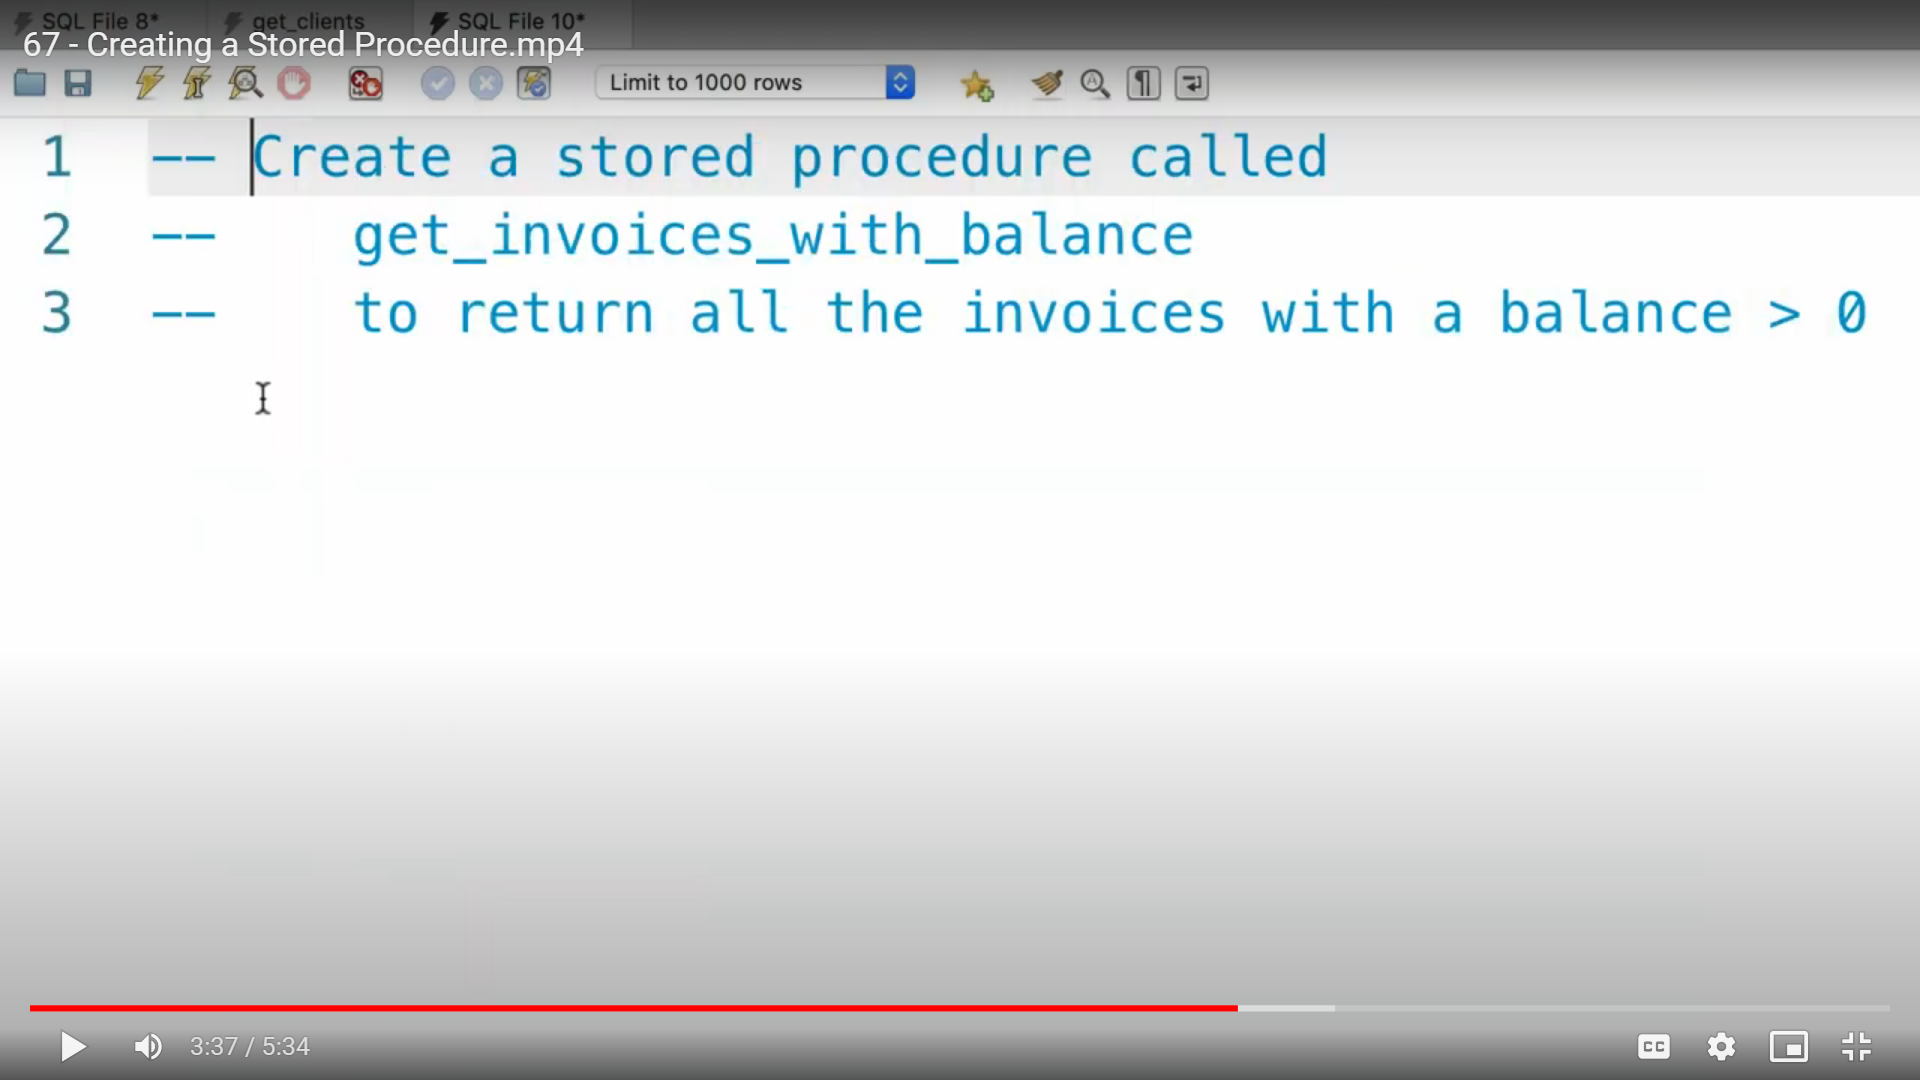 SQL File 8*
get_clients
SQL File 10*
67 - Creating a Stored Procedure.mp4
Limit to 1000 rows
1 -- Create a stored procedure called
2 -- get_invoices_with_balance
3 -- to return all the invoices with a balance > 0
3:37 / 5:34
CC